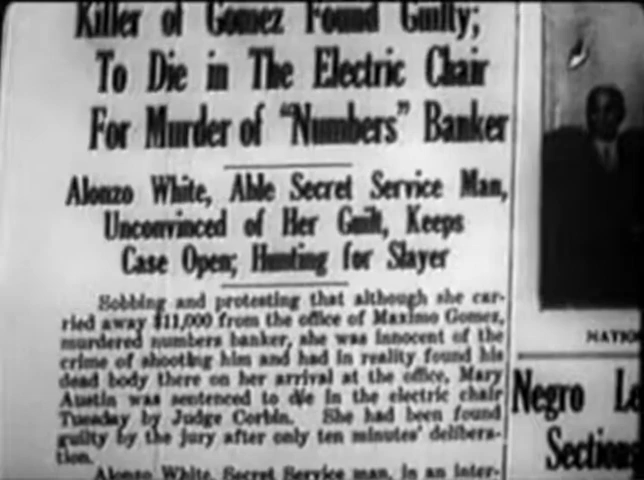 Killer of Gomez Found Guilty;
To Die in The Electric Chair
For Murder of "Numbers" Banker
Alonzo White, Able Secret Service Man,
Unconvinced of Her Guilt, Keeps
Case Open; Hunting for Slayer
Sobbing and protesting that although she car-
ried away $11,000 from the office of Maximo Gomez,
murdered numbers banker, she was innocent of the
crime of shooting him and had in reality found his
dead body there on her arrival at the office, Mary
Austin was sentenced to die in the electric chair
Tuesday by Judge Corbin. She had been found
guilty by the jury after only ten minutes' delibera-
tion.
Alonzo White, Secret Service man, in an inter-
NATIO
Negro Le
Section